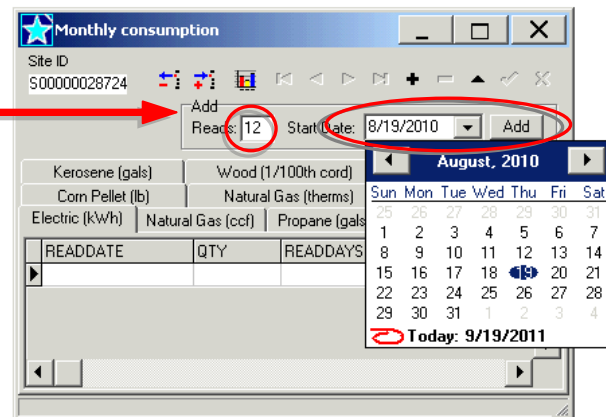 Monthly consumption
Site ID
S00000028724
Add
Reads: 12 Start Date: 8/19/2010 Add
August, 2010
Kerosene (gals) Wood (1/100th cord)
Corn Pellet (lb) Natural Gas (therms)
Electric (kWh) Natural Gas (ccf) Propane (gals
READDATE QTY READDAYS
Sun Mon Tue Wed Thu Fri Sat
25 26 27 28 29 30 31
1 2 3 4 5 6 7
8 9 10 11 12 13 14
15 16 17 18 19 20 21
22 23 24 25 26 27 28
29 30 31 1 2 3 4
Today: 9/19/2011